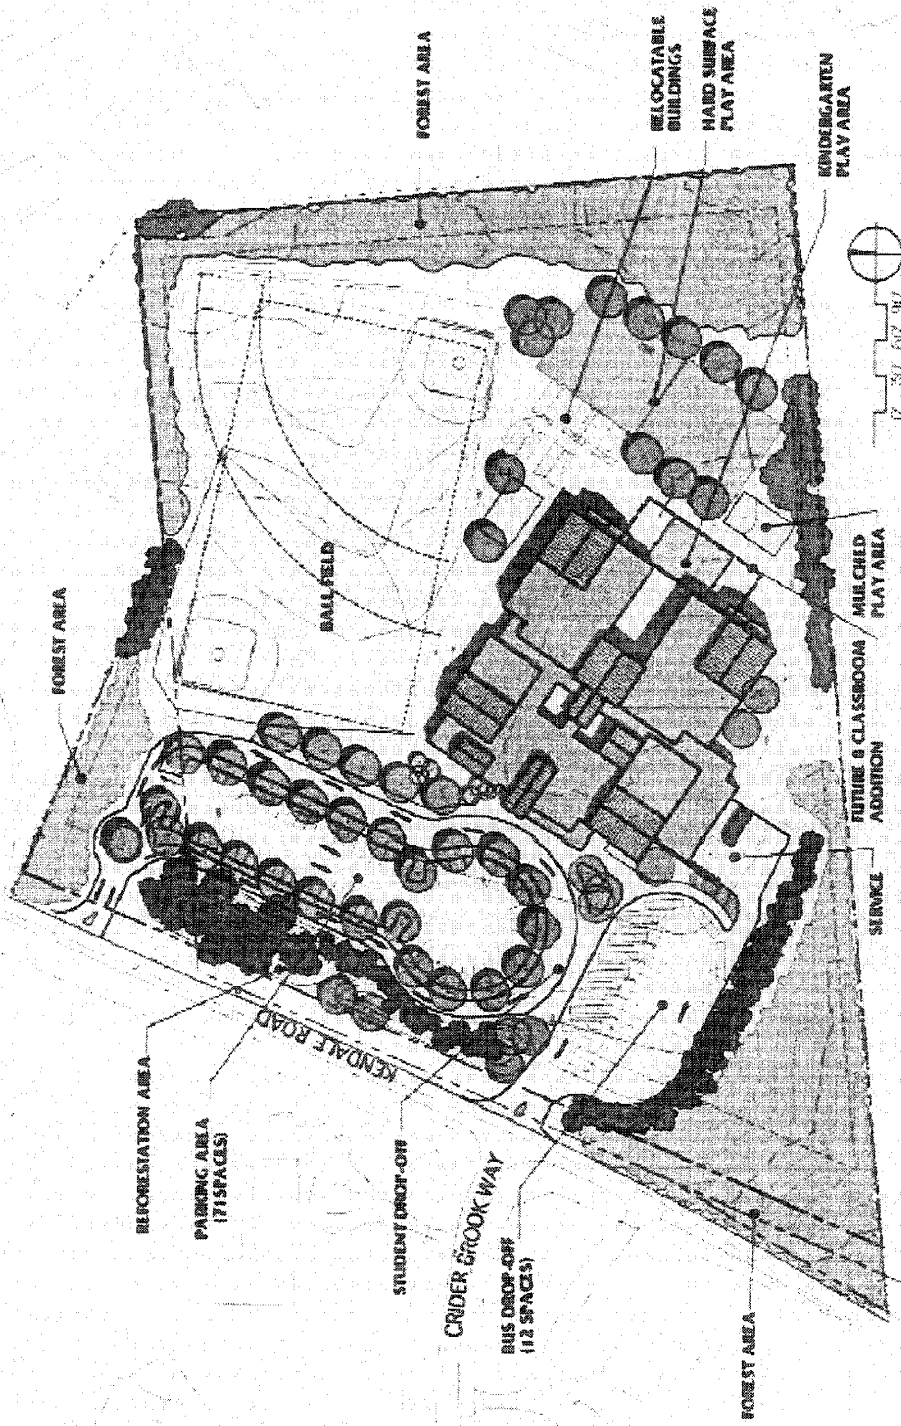 FOREST AREA
FOREST AREA
RELOCATABLE
BUILDINGS
HARD SURFACE
PLAY AREA
KINDERGARTEN
PLAY AREA
BALL FIELD
REFORESTATION AREA
PARKING AREA
(71 SPACES)
KENDALE ROAD
STUDENT DROP-OFF
CRIDER BROOK WAY
BUS DROP-OFF
(12 SPACES)
FOREST AREA
SERVICE
FUTURE 8 CLASSROOM
ADDITION
MULCHED
PLAY AREA